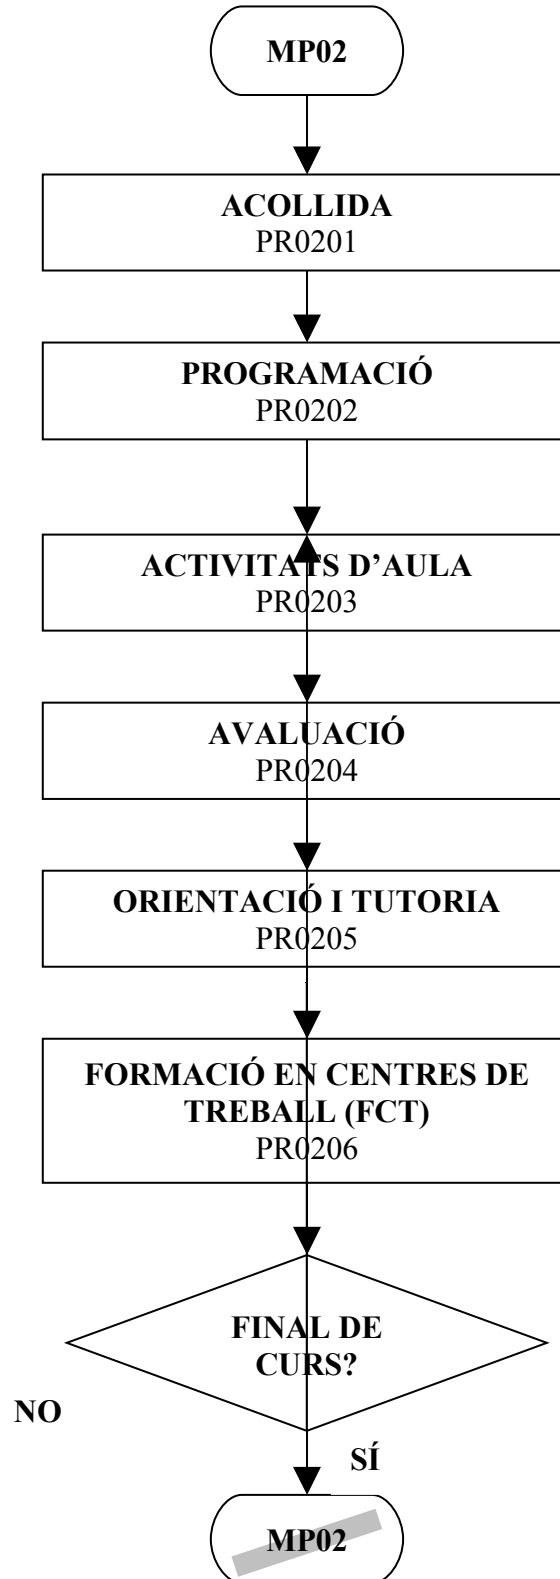 MP02
ACOLLIDA
PR0201
PROGRAMACIÓ
PR0202
ACTIVITATS D’AULA
PR0203
AVALUACIÓ
PR0204
ORIENTACIÓ I TUTORIA
PR0205
FORMACIÓ EN CENTRES DE
TREBALL (FCT)
PR0206
FINAL DE
CURS?
NO
SÍ
MP02